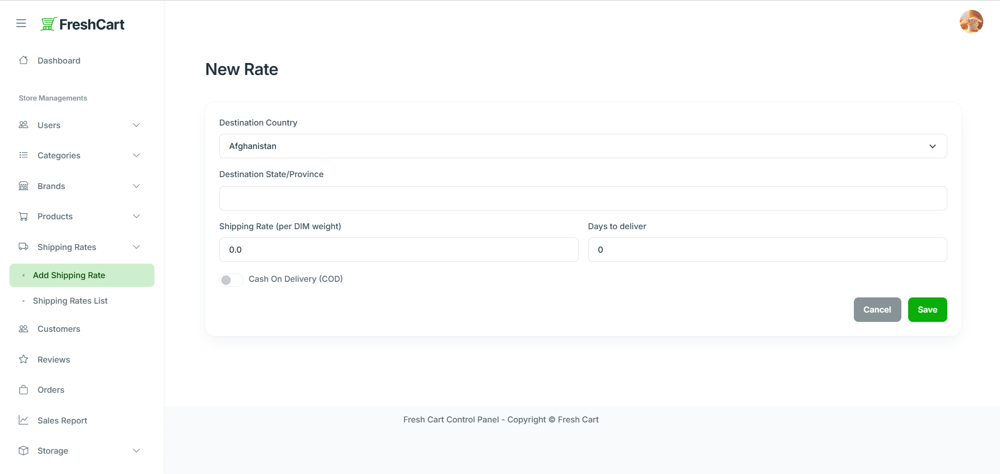 FreshCart
Dashboard
Store Managements
Users
Categories
Brands
Products
Shipping Rates
Add Shipping Rate
Shipping Rates List
Customers
Reviews
Orders
Sales Report
Storage
New Rate
Destination Country
Afghanistan
Destination State/Province
Shipping Rate (per DIM weight)
Days to deliver
0.0
0
Cash On Delivery (COD)
Cancel
Save
Fresh Cart Control Panel - Copyright © Fresh Cart